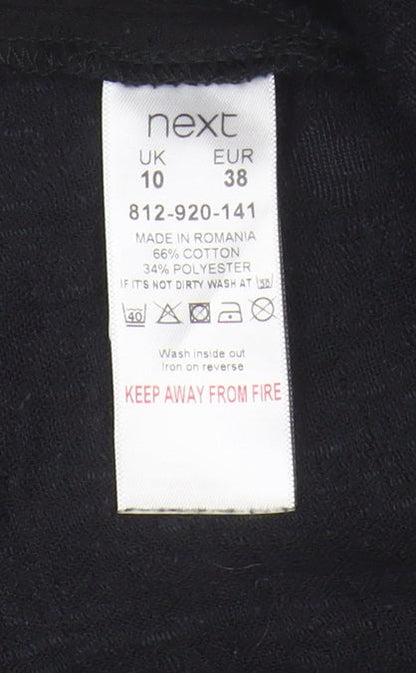 next
UK EUR
10 38
812-920-141
MADE IN ROMANIA
66% COTTON
34% POLYESTER
IF IT'S NOT DIRTY WASH AT 30
40
Wash inside out
Iron on reverse
KEEP AWAY FROM FIRE